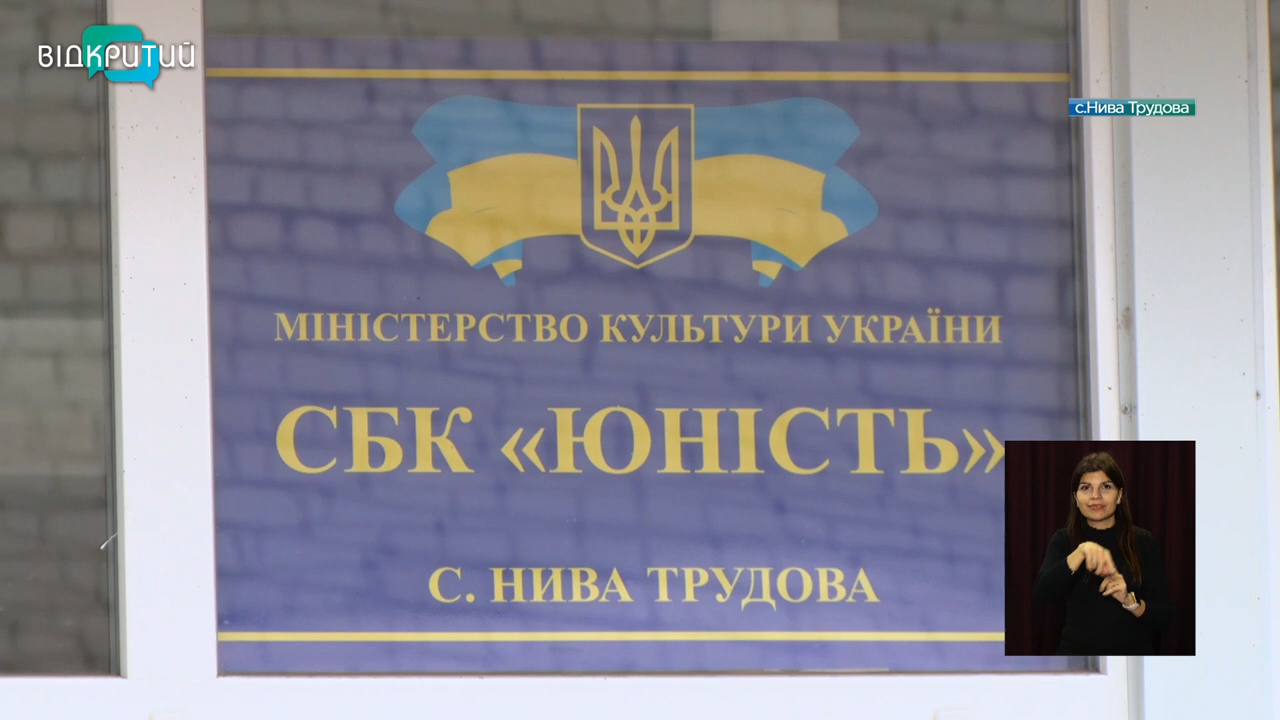 ВІДКРИТИЙ
с.Нива Трудова
МІНІСТЕРСТВО КУЛЬТУРИ УКРАЇНИ
СБК «ЮНІСТЬ»
С. НИВА ТРУДОВА